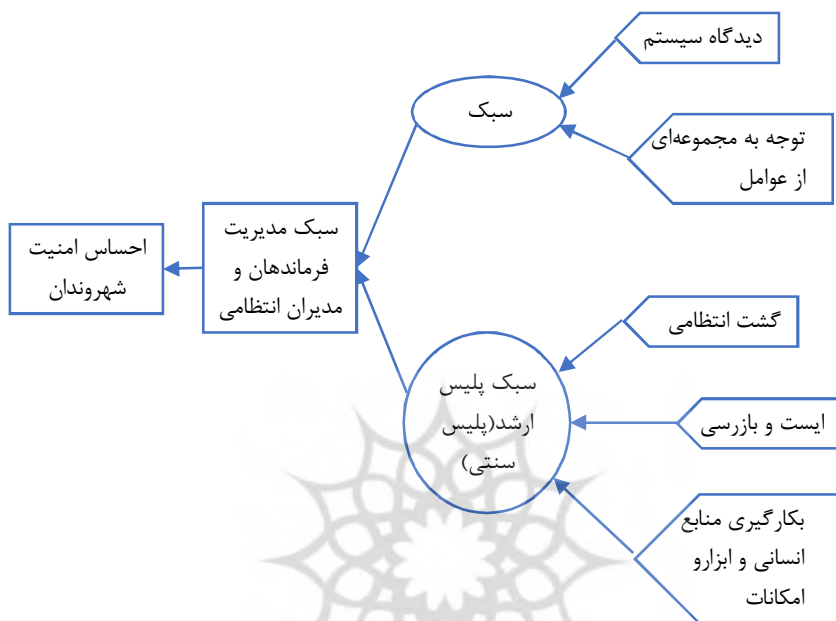 دیدگاه سیستم
سبک
توجه به مجموعه‌ای
از عوامل
سبک مدیریت
فرماندهان و
مدیران انتظامی
احساس امنیت
شهروندان
گشت انتظامی
سبک پلیس
ارشد(پلیس
سنتی)
ایست و بازرسی
بکارگیری منابع
انسانی و ابزارو
امکانات